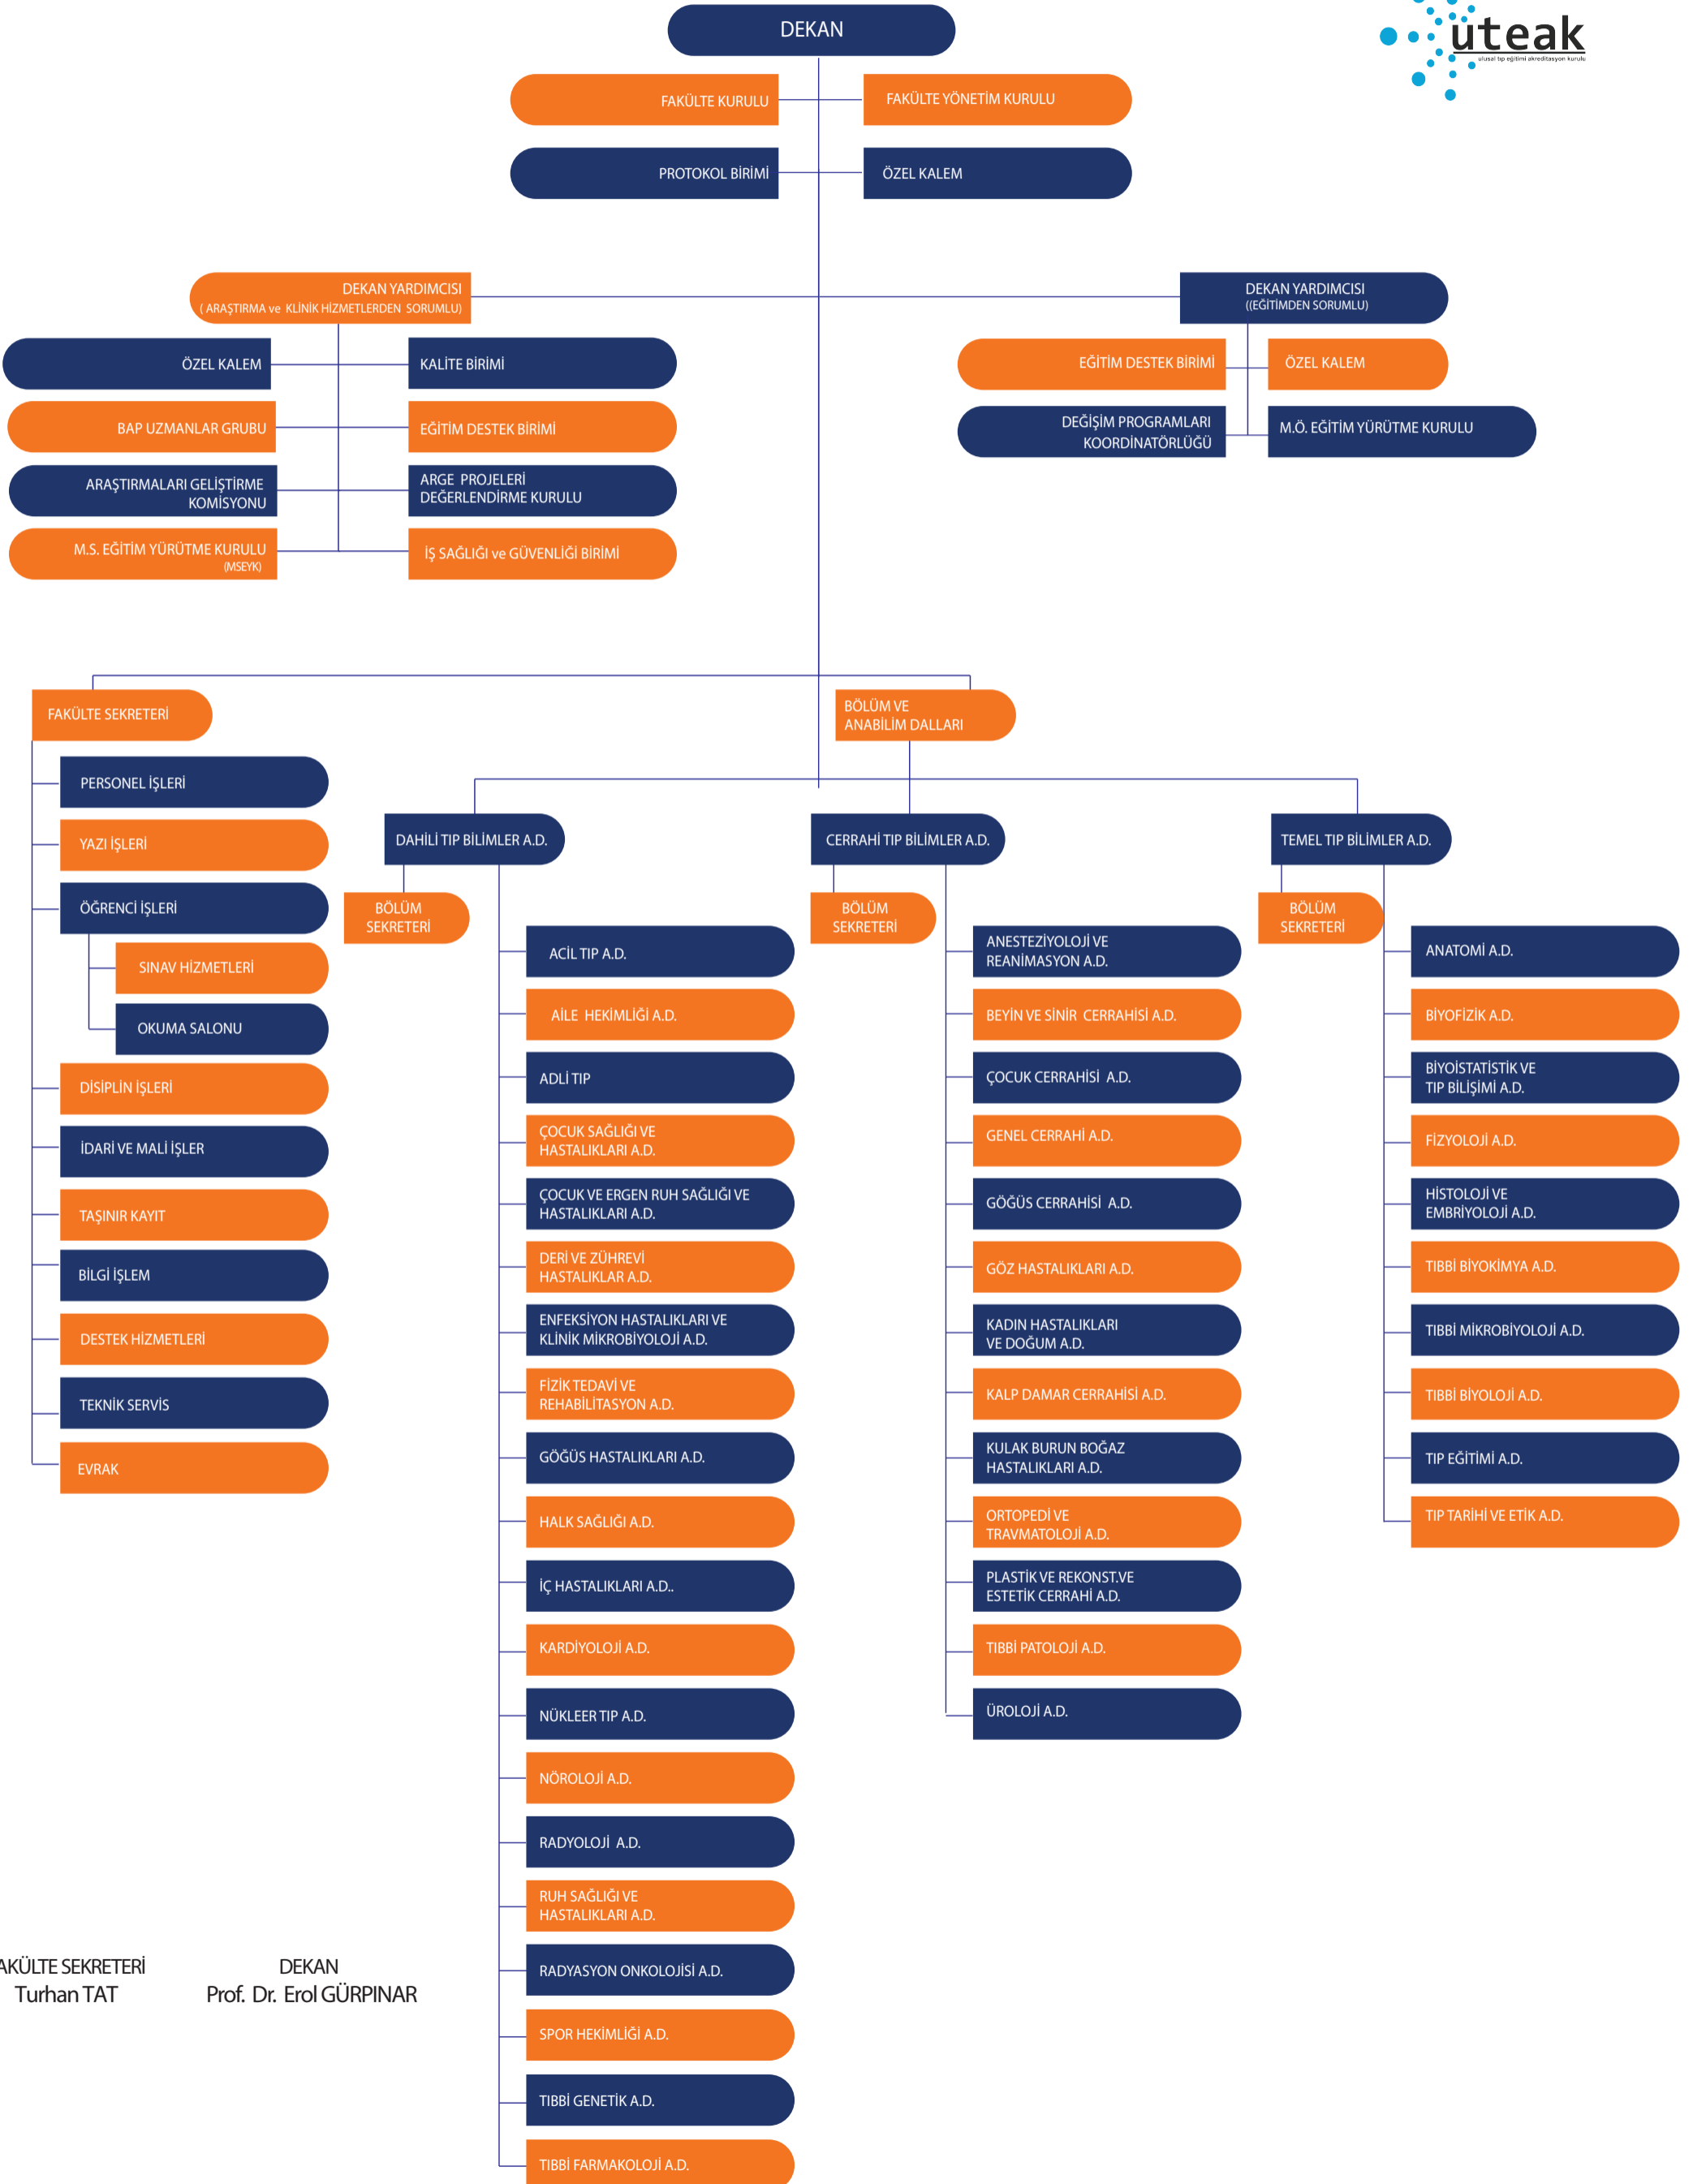 DEKAN
uteak
ulusal tıp eğitimi akreditasyon kurulu
FAKÜLTE KURULU
FAKÜLTE YÖNETİM KURULU
PROTOKOL BİRİMİ
ÖZEL KALEM
DEKAN YARDIMCISI
( ARAŞTIRMA ve KLİNİK HİZMETLERDEN SORUMLU)
DEKAN YARDIMCISI
((EĞİTİMDEN SORUMLU)
ÖZEL KALEM
KALİTE BİRİMİ
BAP UZMANLAR GRUBU
EĞİTİM DESTEK BİRİMİ
ARAŞTIRMALARI GELİŞTİRME
KOMİSYONU
ARGE PROJELERİ
DEĞERLENDİRME KURULU
M.S. EĞİTİM YÜRÜTME KURULU
(MSEYK)
İŞ SAĞLIĞI ve GÜVENLİĞİ BİRİMİ
EĞİTİM DESTEK BİRİMİ
ÖZEL KALEM
DEĞİŞİM PROGRAMLARI
KOORDİNATÖRLÜĞÜ
M.Ö. EĞİTİM YÜRÜTME KURULU
FAKÜLTE SEKRETERİ
BÖLÜM VE
ANABİLİM DALLARI
PERSONEL İŞLERİ
YAZI İŞLERİ
ÖĞRENCİ İŞLERİ
SINAV HİZMETLERİ
OKUMA SALONU
DİSİPLİN İŞLERİ
İDARİ VE MALİ İŞLER
TAŞINIR KAYIT
BİLGİ İŞLEM
DESTEK HİZMETLERİ
TEKNİK SERVİS
EVRAK
DAHİLİ TIP BİLİMLER A.D.
BÖLÜM
SEKRETERİ
ACİL TIP A.D.
AİLE HEKİMLİĞİ A.D.
ADLİ TIP
ÇOCUK SAĞLIĞI VE
HASTALIKLARI A.D.
ÇOCUK VE ERGEN RUH SAĞLIĞI VE
HASTALIKLARI A.D.
DERİ VE ZÜHREVİ
HASTALIKLAR A.D.
ENFEKSİYON HASTALIKLARI VE
KLİNİK MİKROBİYOLOJİ A.D.
FİZİK TEDAVİ VE
REHABİLİTASYON A.D.
GÖĞÜS HASTALIKLARI A.D.
HALK SAĞLIĞI A.D.
İÇ HASTALIKLARI A.D..
KARDİYOLOJİ A.D.
NÜKLEER TIP A.D.
NÖROLOJİ A.D.
RADYOLOJİ A.D.
RUH SAĞLIĞI VE
HASTALIKLARI A.D.
RADYASYON ONKOLOJİSİ A.D.
SPOR HEKİMLİĞİ A.D.
TIBBİ GENETİK A.D.
TIBBİ FARMAKOLOJİ A.D.
CERRAHİ TIP BİLİMLER A.D.
BÖLÜM
SEKRETERİ
ANESTEZİYOLOJİ VE
REANİMASYON A.D.
BEYİN VE SİNİR CERRAHİSİ A.D.
ÇOCUK CERRAHİSİ A.D.
GENEL CERRAHİ A.D.
GÖĞÜS CERRAHİSİ A.D.
GÖZ HASTALIKLARI A.D.
KADIN HASTALIKLARI
VE DOĞUM A.D.
KALP DAMAR CERRAHİSİ A.D.
KULAK BURUN BOĞAZ
HASTALIKLARI A.D.
ORTOPEDİ VE
TRAVMATOLOJİ A.D.
PLASTİK VE REKONST.VE
ESTETİK CERRAHİ A.D.
TIBBİ PATOLOJİ A.D.
ÜROLOJİ A.D.
TEMEL TIP BİLİMLER A.D.
BÖLÜM
SEKRETERİ
ANATOMİ A.D.
BİYOFİZİK A.D.
BİYOİSTATİSTİK VE
TIP BİLİŞİMİ A.D.
FİZYOLOJİ A.D.
HİSTOLOJİ VE
EMBRİYOLOJİ A.D.
TIBBİ BİYOKİMYA A.D.
TIBBİ MİKROBİYOLOJİ A.D.
TIBBİ BİYOLOJİ A.D.
TIP EĞİTİMİ A.D.
TIP TARİHİ VE ETİK A.D.
AKÜLTE SEKRETERİ
Turhan TAT
DEKAN
Prof. Dr. Erol GÜRPINAR